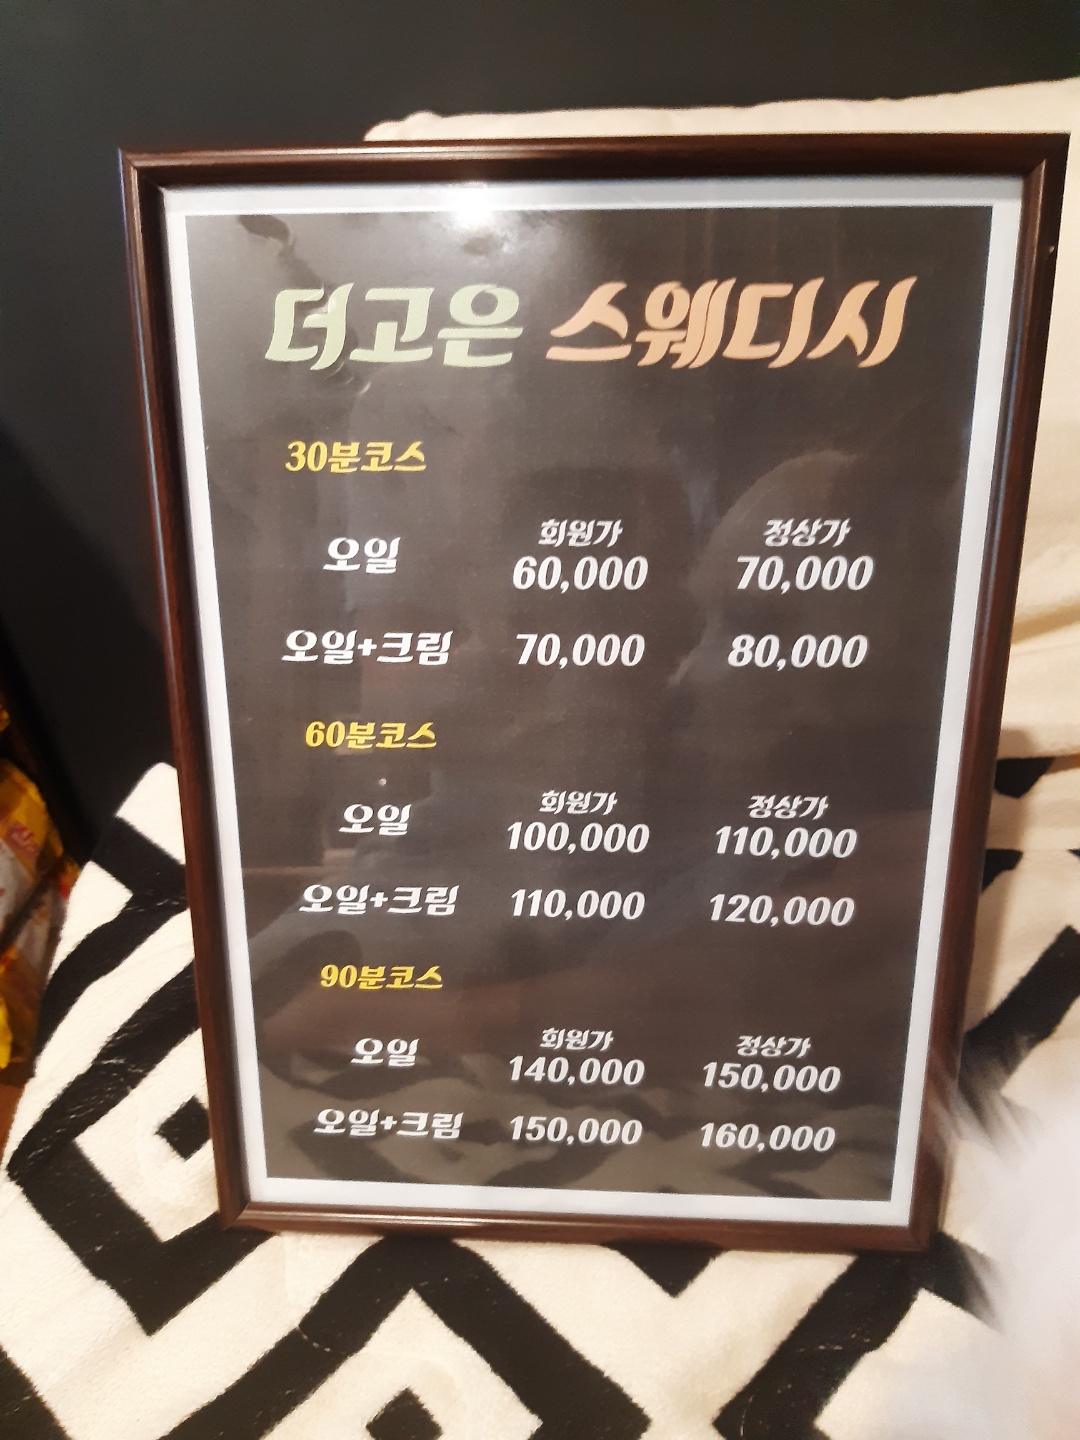 더고은 스웨디시
30분코스
회원가 정상가
오일 60,000 70,000
오일+크림 70,000 80,000
60분코스
회원가 정상가
오일 100,000 110,000
오일+크림 110,000 120,000
90분코스
회원가 정상가
오일 140,000 150,000
오일+크림 150,000 160,000